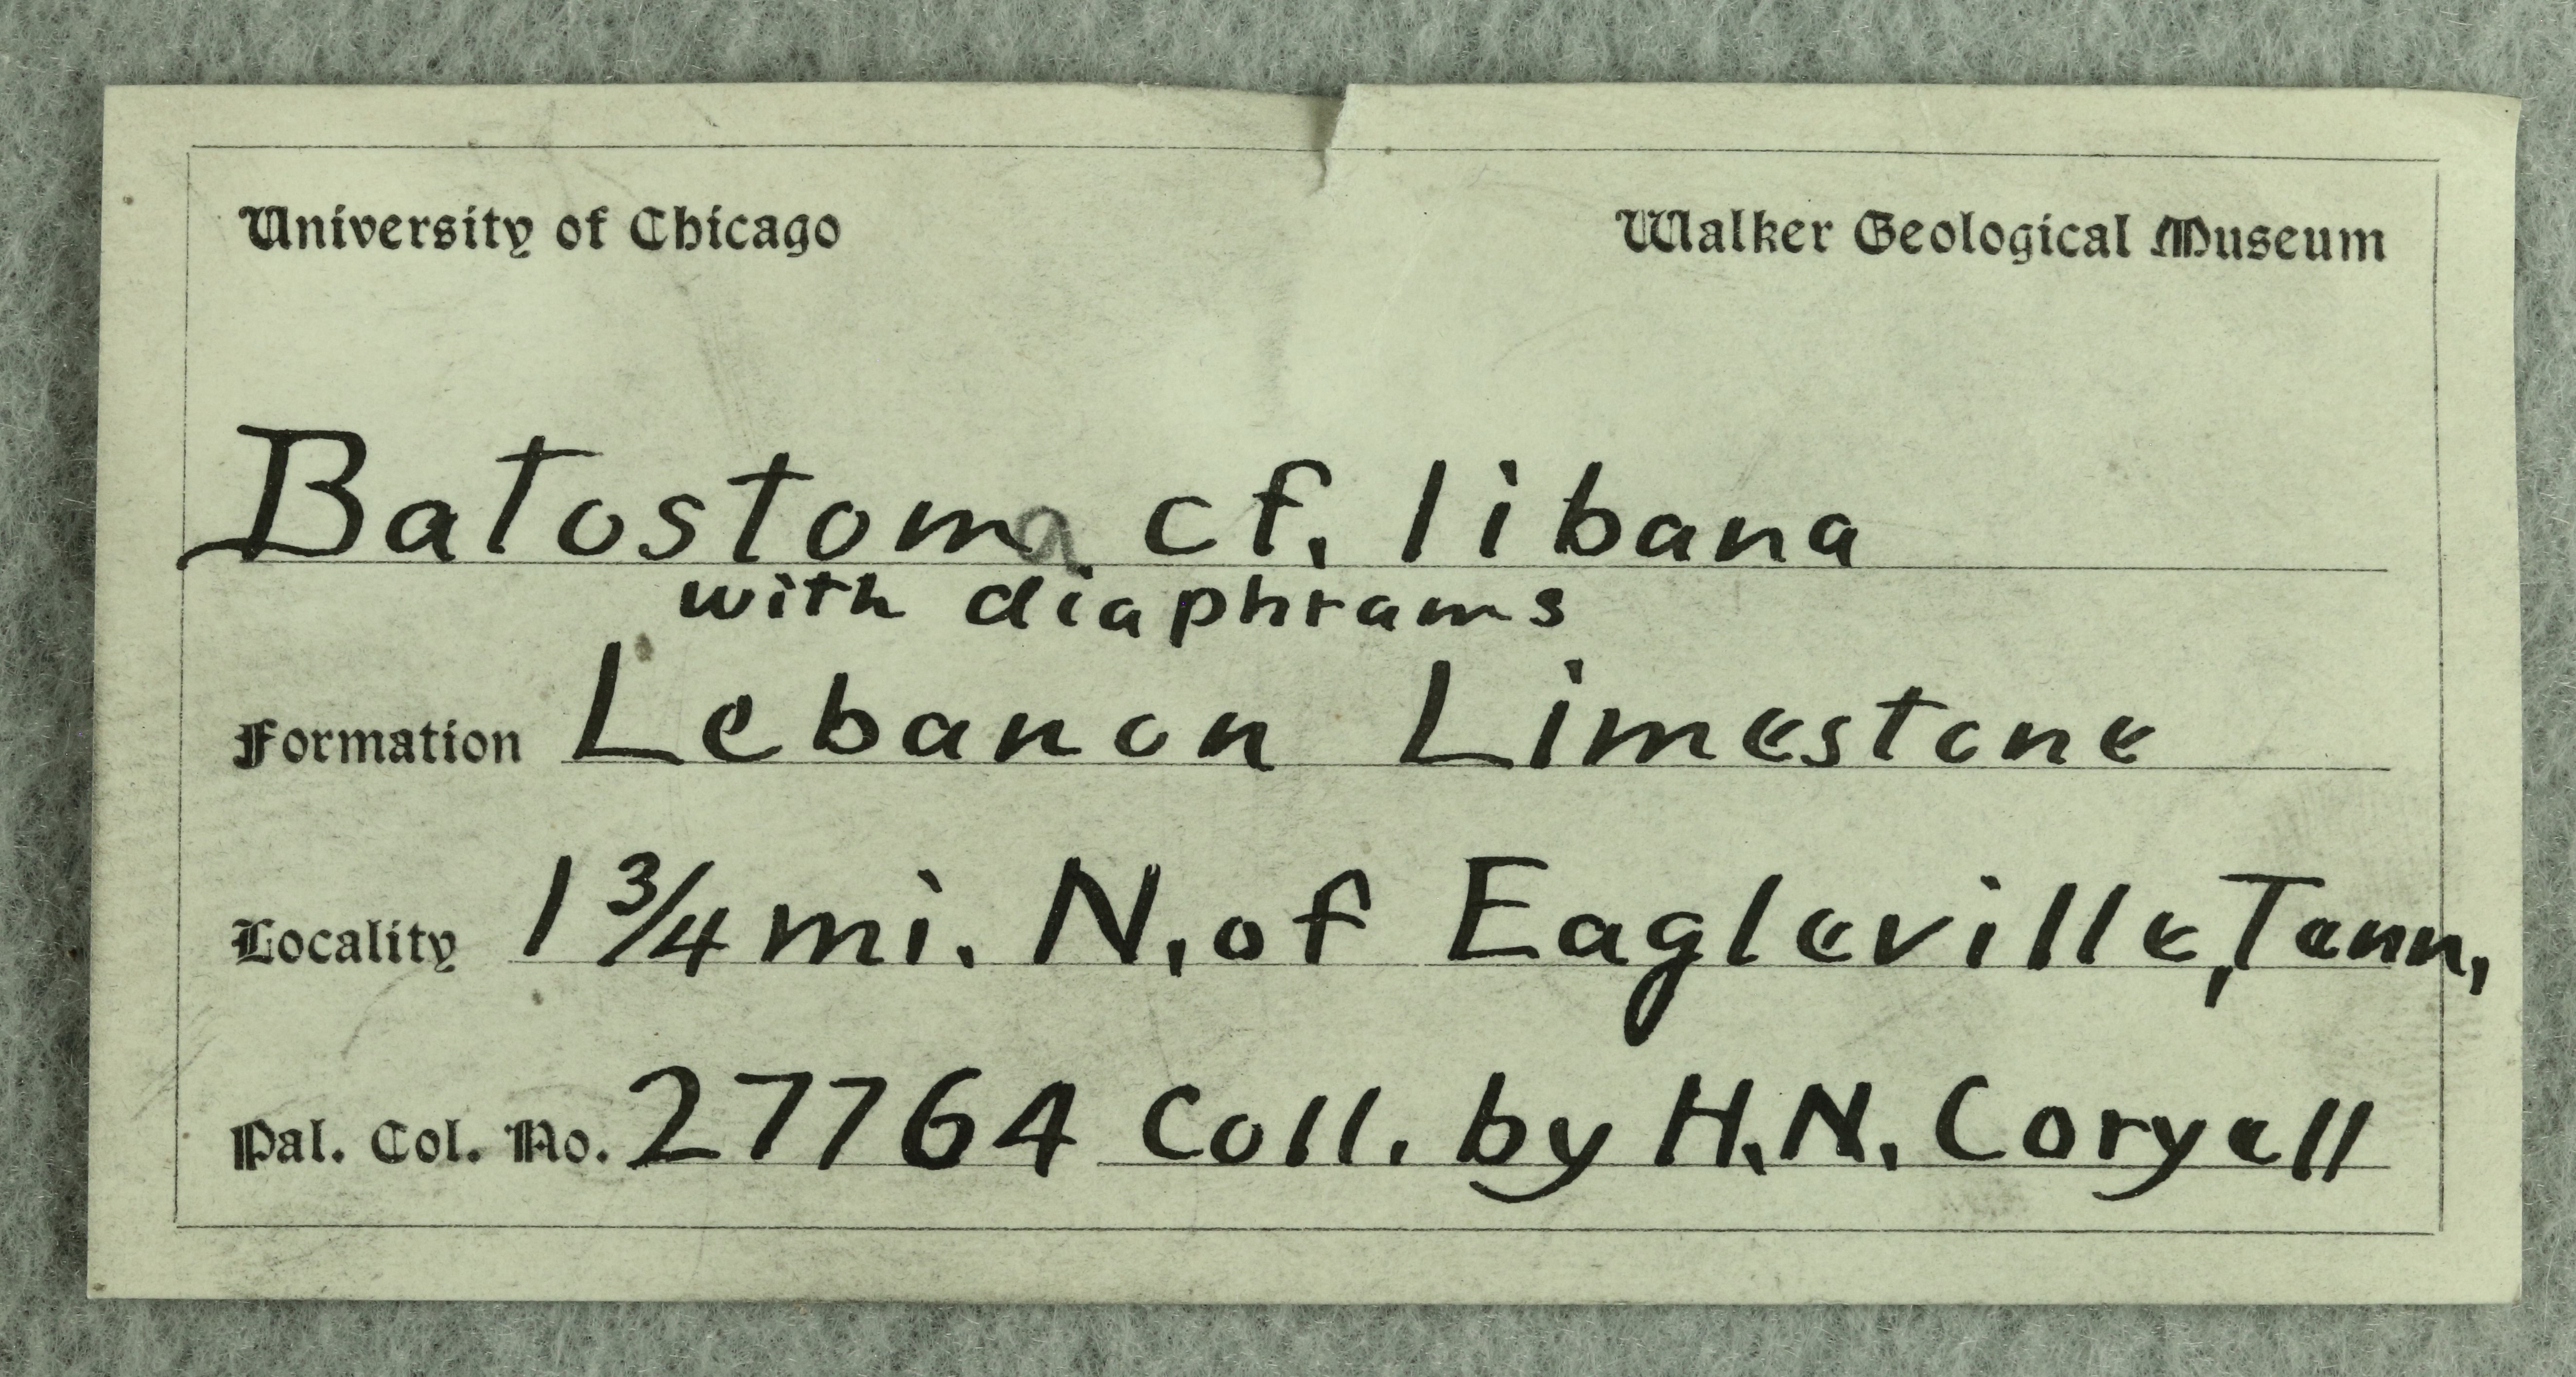 University of Chicago Walker Geological Museum
Batostoma cf. libana
with diaphrams
Formation Lebanon Limestone
Locality 1 3/4 mi. N. of Eagleville, Tenn.
Pal. Col. No. 27764 Coll. by H.N. Coryell